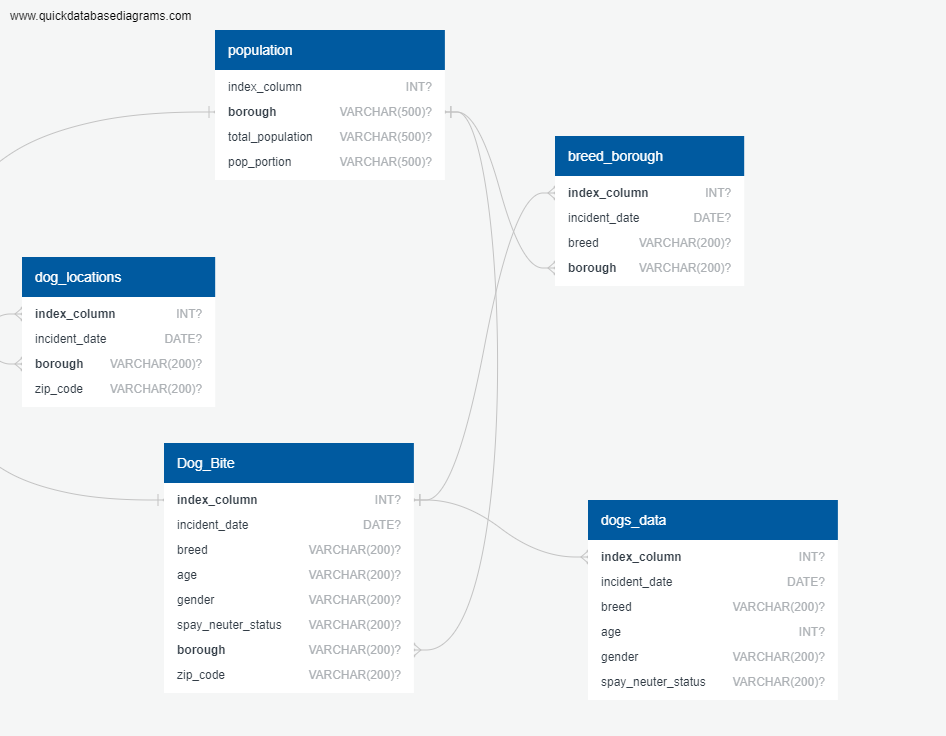 www.quickdatabasediagrams.com
population
index_column INT?
borough VARCHAR(500)?
total_population VARCHAR(500)?
pop_portion VARCHAR(500)?
breed_borough
index_column INT?
incident_date DATE?
breed VARCHAR(200)?
borough VARCHAR(200)?
dog_locations
index_column INT?
incident_date DATE?
borough VARCHAR(200)?
zip_code VARCHAR(200)?
Dog_Bite
index_column INT?
incident_date DATE?
breed VARCHAR(200)?
age VARCHAR(200)?
gender VARCHAR(200)?
spay_neuter_status VARCHAR(200)?
borough VARCHAR(200)?
zip_code VARCHAR(200)?
dogs_data
index_column INT?
incident_date DATE?
breed VARCHAR(200)?
age INT?
gender VARCHAR(200)?
spay_neuter_status VARCHAR(200)?